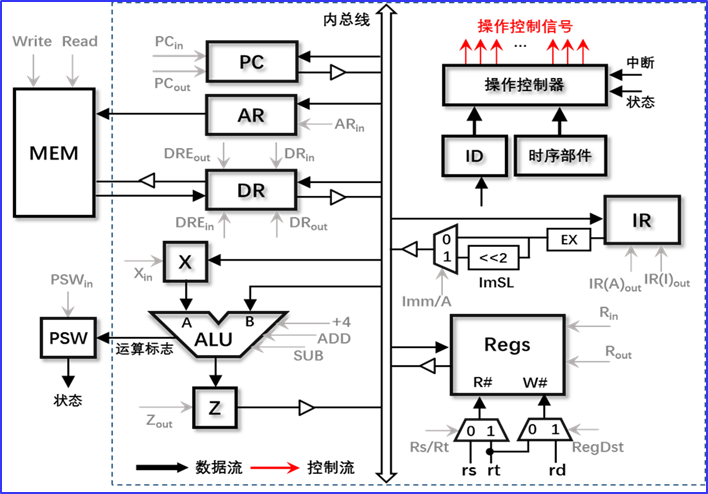 内总线
操作控制信号
...
Write Read
PCin
PC
PCout
操作控制器
中断
状态
MEM
AR
ARin
DREout DRin
ID
时序部件
DR
DREin DRout
IR
0
1
<<2
EX
ImSL
Imm/A
IR(A)out IR(I)out
Xin
X
PSWin
A B
+4
ADD
SUB
ALU
PSW
运算标志
状态
Regs
Rin
Rout
R# W#
Zout
Z
Rs/Rt
0 1
0 1
RegDst
rs rt rd
数据流 控制流